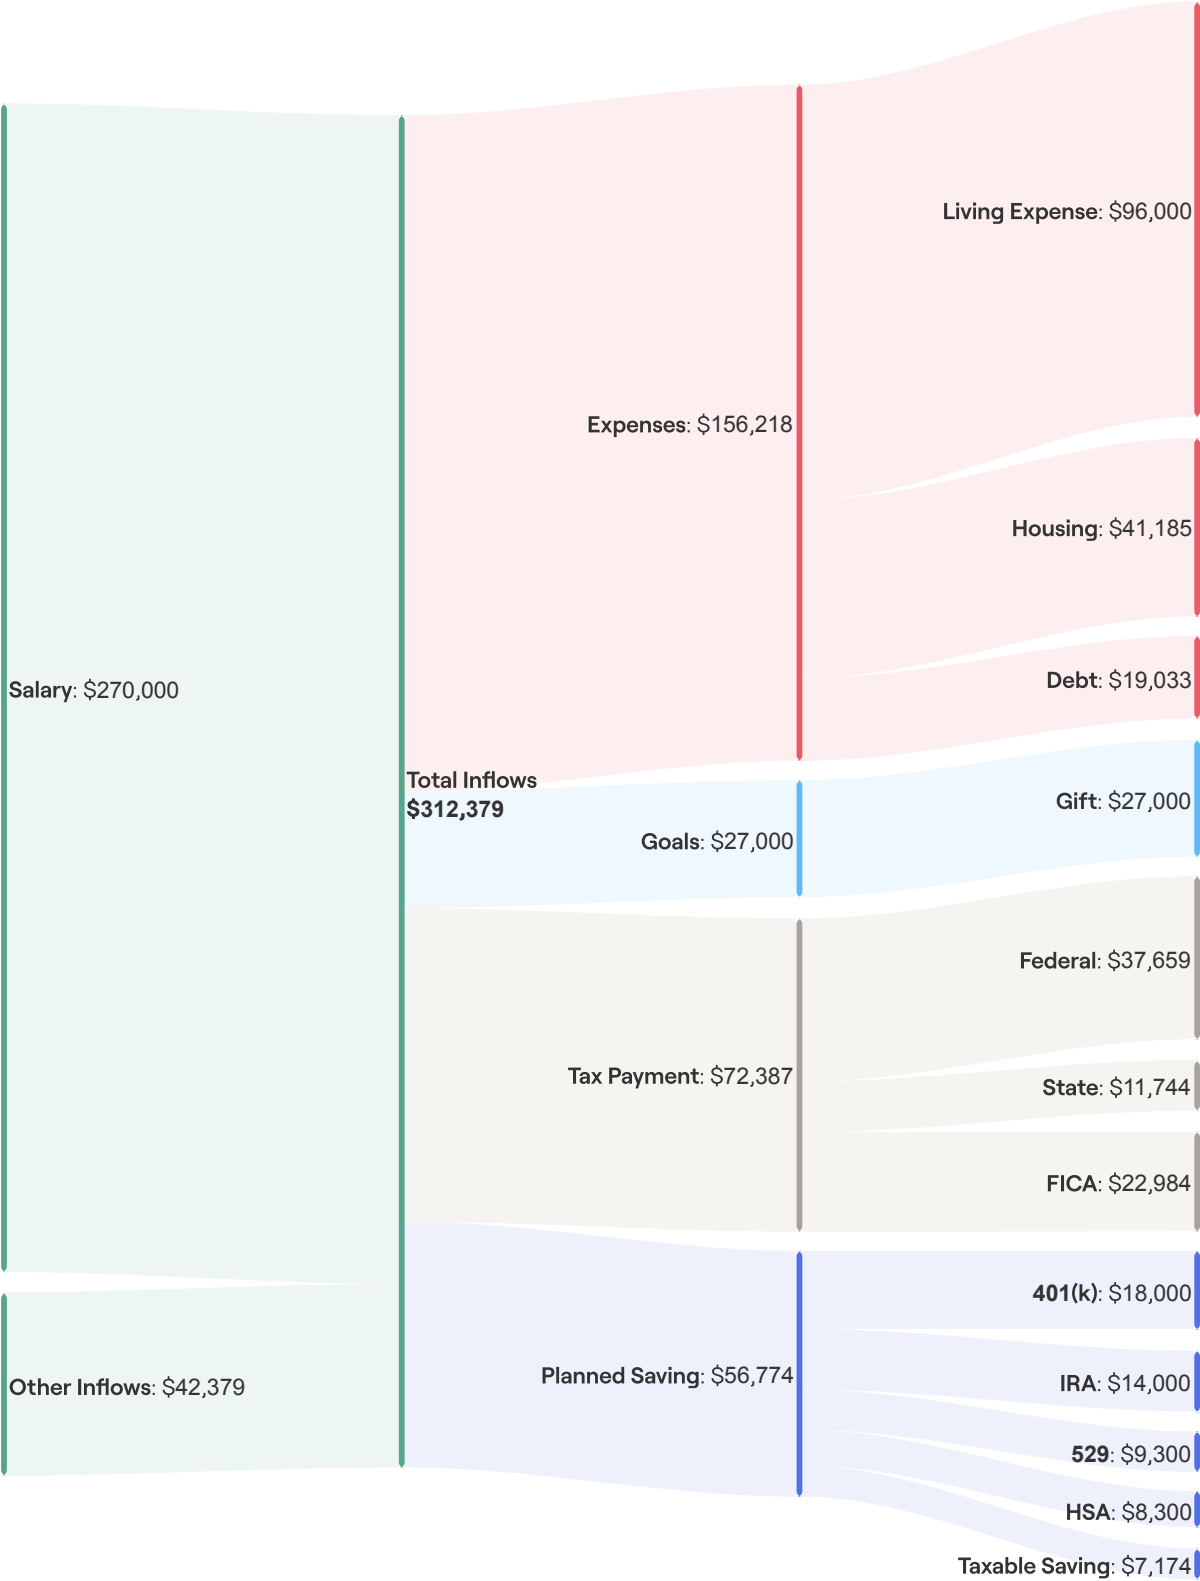 Living Expense: $96,000
Expenses: $156,218
Housing: $41,185
Debt: $19,033
Salary: $270,000
Total Inflows
$312,379
Gift: $27,000
Goals: $27,000
Federal: $37,659
Tax Payment: $72,387
State: $11,744
FICA: $22,984
401(k): $18,000
Planned Saving: $56,774
IRA: $14,000
Other Inflows: $42,379
529: $9,300
HSA: $8,300
Taxable Saving: $7,174